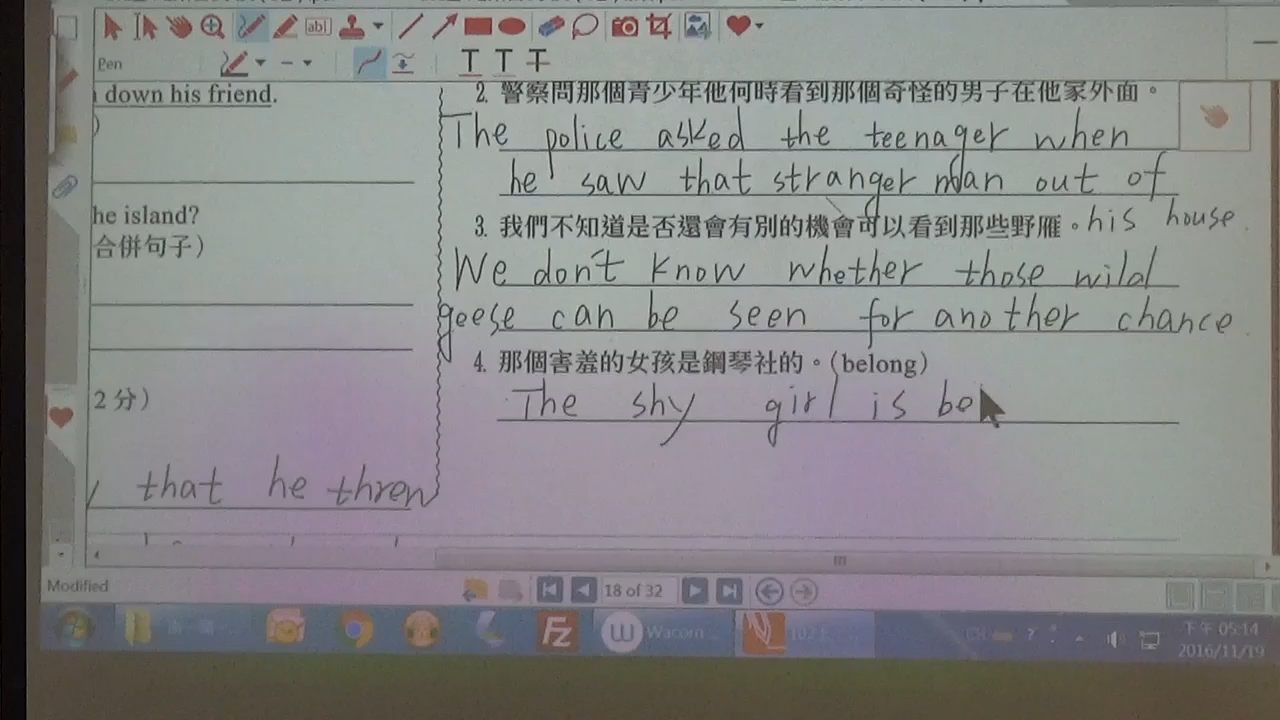 Pen
down his friend.
)
he island?
合併句子）
2 分）
that he threw
2. 警察問那個青少年他何時看到那個奇怪的男子在他家外面。
The police asked the teenager when
he saw that stranger man out of
his house.
3. 我們不知道是否還會有別的機會可以看到那些野雁。
We don't know whether those wild
geese can be seen for another chance.
4. 那個害羞的女孩是鋼琴社的。（belong）
The shy girl is be
Modified
18 of 32
Wacom ...
下午 05:14
2016/11/19